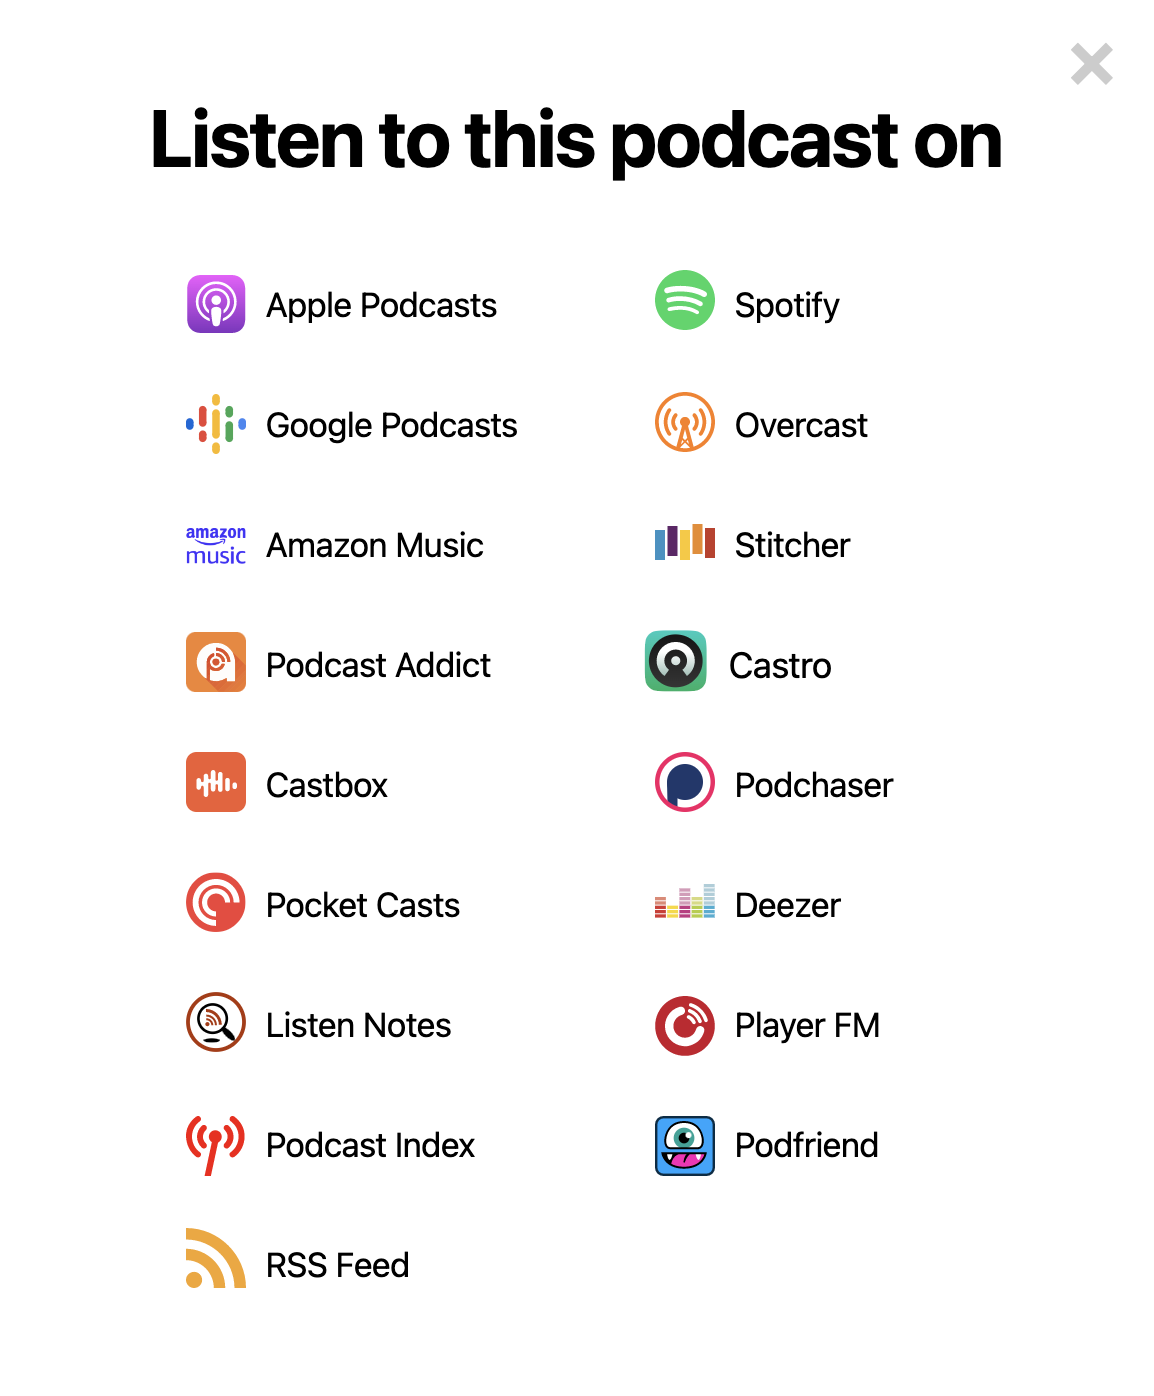 Listen to this podcast on
Apple Podcasts
Spotify
Google Podcasts
Overcast
amazon
music
Amazon Music
Stitcher
Podcast Addict
Castro
Castbox
Podchaser
Pocket Casts
Deezer
Listen Notes
Player FM
Podcast Index
Podfriend
RSS Feed